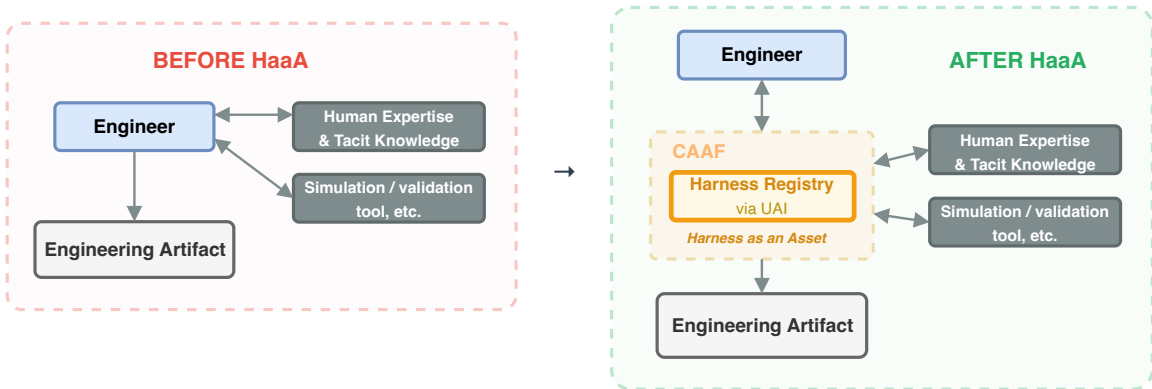 BEFORE HaaA
Engineer
Human Expertise
& Tacit Knowledge
Simulation / validation
tool, etc.
Engineering Artifact
→
Engineer
AFTER HaaA
CAAF
Harness Registry
via UAI
Harness as an Asset
Human Expertise
& Tacit Knowledge
Simulation / validation
tool, etc.
Engineering Artifact